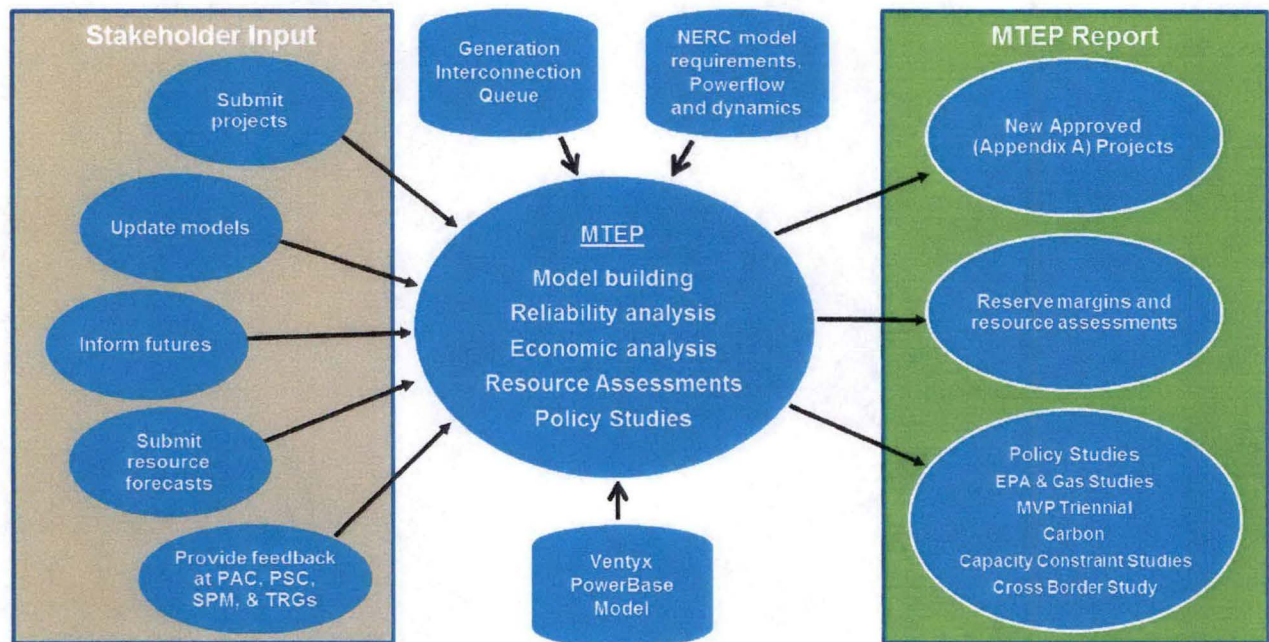 Stakeholder Input
Submit
projects
Update models
Inform futures
Submit
resource
forecasts
Provide feedback
at PAC, PSC,
SPM, & TRGs
Generation
Interconnection
Queue
NERC model
requirements,
Powerflow
and dynamics
MTEP
Model building
Reliability analysis
Economic analysis
Resource Assessments
Policy Studies
Ventyx
PowerBase
Model
MTEP Report
New Approved
(Appendix A) Projects
Reserve margins and
resource assessments
Policy Studies
EPA & Gas Studies
MVP Triennial
Carbon
Capacity Constraint Studies
Cross Border Study